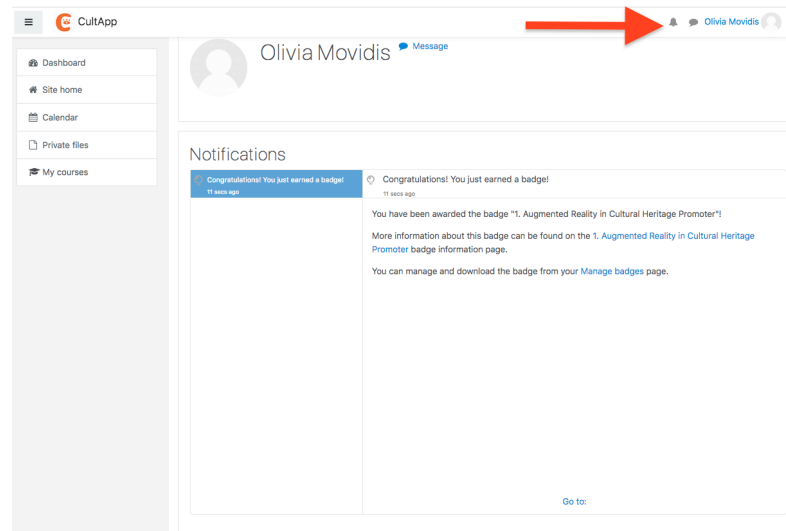 CultApp
Olivia Movidis
Dashboard
Site home
Calendar
Private files
My courses
Olivia Movidis
Message
Notifications
Congratulations! You just earned a badge!
11 secs ago
Congratulations! You just earned a badge!
11 secs ago
You have been awarded the badge "1. Augmented Reality in Cultural Heritage Promoter"!
More information about this badge can be found on the 1. Augmented Reality in Cultural Heritage
Promoter badge information page.
You can manage and download the badge from your Manage badges page.
Go to: